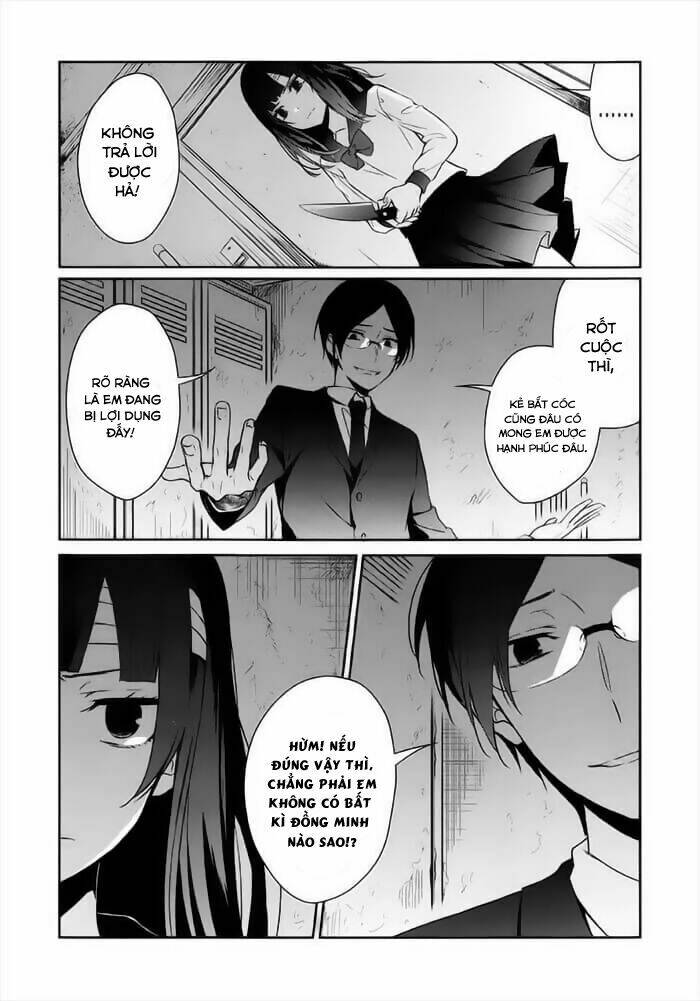 ......
KHÔNG
TRẢ LỜI
ĐƯỢC
HẢ!
RỐT
CUỘC
THÌ,
KẺ BẮT CÓC
CŨNG ĐÂU CÓ
MONG EM ĐƯỢC
HẠNH PHÚC ĐÂU.
RÕ RÀNG
LÀ EM ĐANG
BỊ LỢI DỤNG
ĐẤY!
HỪM! NẾU
ĐÚNG VẬY THÌ,
CHẲNG PHẢI EM
KHÔNG CÓ BẤT
KÌ ĐỒNG MINH
NÀO SAO!?